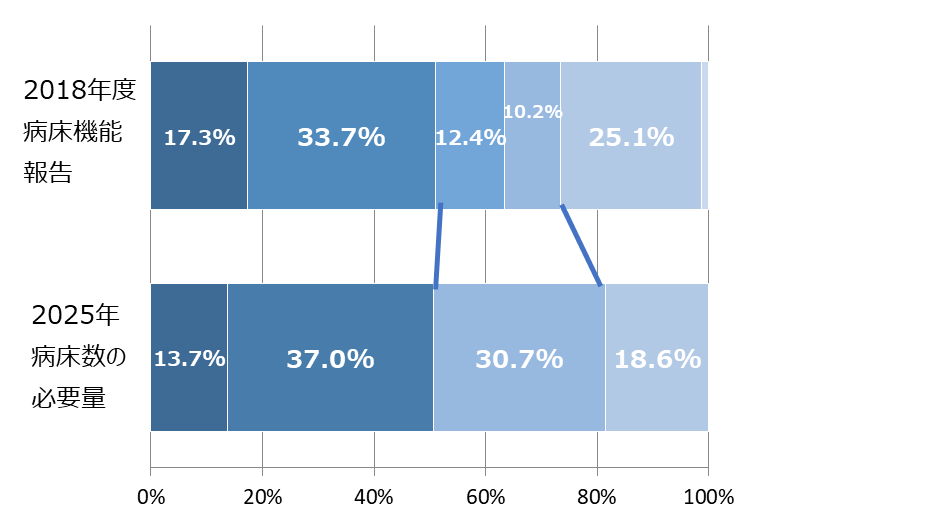 2018年度
病床機能
報告
17.3%
33.7%
12.4%
10.2%
25.1%
2025年
病床数の
必要量
13.7%
37.0%
30.7%
18.6%
0%
20%
40%
60%
80%
100%